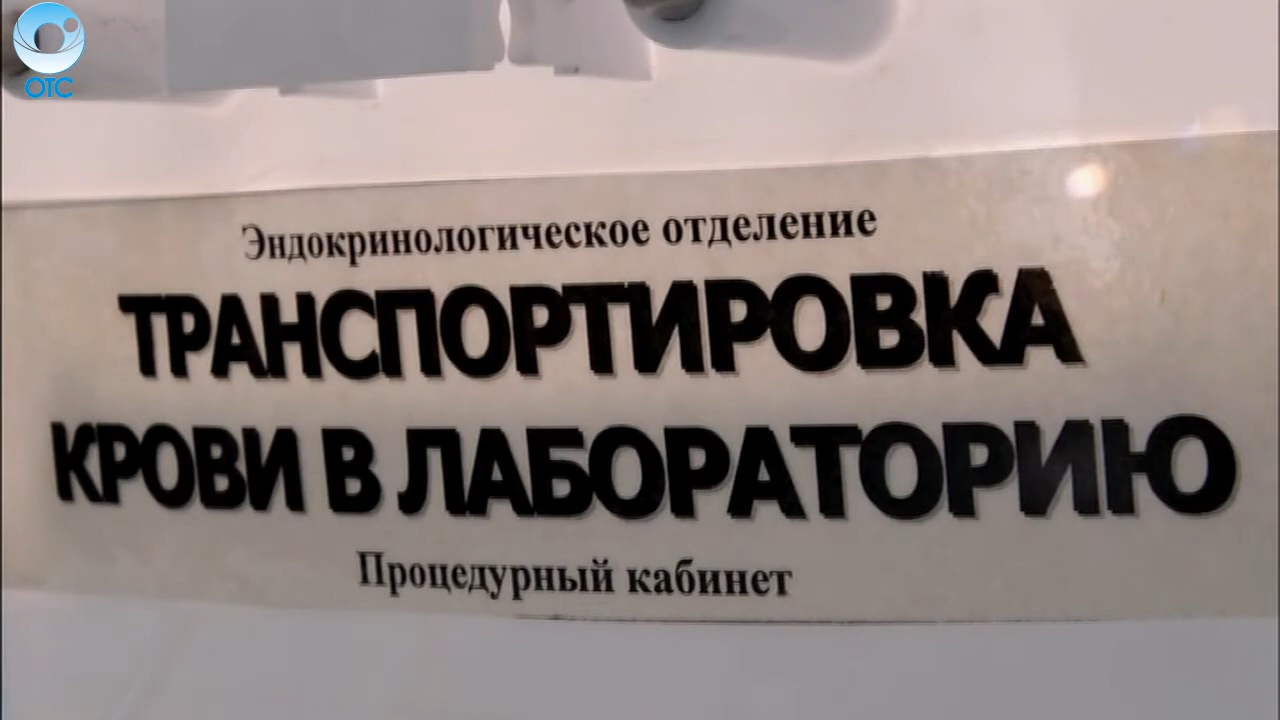 ОТС
Эндокринологическое отделение
ТРАНСПОРТИРОВКА
КРОВИ В ЛАБОРАТОРИЮ
Процедурный кабинет